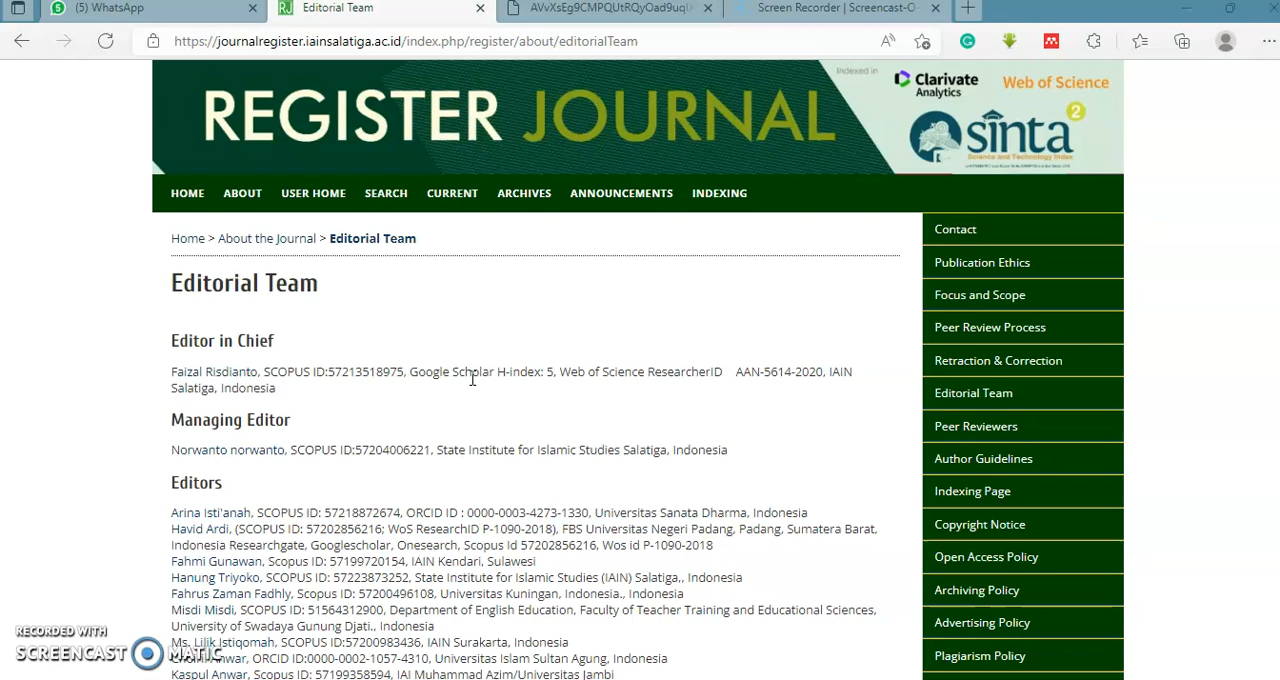 (5) WhatsApp
Editorial Team
Screen Recorder | Screencast-O-
https://journalregister.iainsalatiga.ac.id/index.php/register/about/editorialTeam
Indexed in
REGISTER JOURNAL
Clarivate
Analytics
Web of Science
sinta
2
Science and Technology Index
HOME ABOUT USER HOME SEARCH CURRENT ARCHIVES ANNOUNCEMENTS INDEXING
Home > About the Journal > Editorial Team
Editorial Team
Editor in Chief
Faizal Risdianto, SCOPUS ID:57213518975, Google Scholar H-index: 5, Web of Science ResearcherID AAN-5614-2020, IAIN
Salatiga, Indonesia
Managing Editor
Norwanto norwanto, SCOPUS ID:57204006221, State Institute for Islamic Studies Salatiga, Indonesia
Editors
Arina Isti'anah, SCOPUS ID: 57218872674, ORCID ID : 0000-0003-4273-1330, Universitas Sanata Dharma, Indonesia
Havid Ardi, (SCOPUS ID: 57202856216; WoS ResearchID P-1090-2018), FBS Universitas Negeri Padang, Padang, Sumatera Barat,
Indonesia Researchgate, Googlescholar, Onesearch, Scopus Id 57202856216, Wos id P-1090-2018
Fahmi Gunawan, SCOPUS ID: 57199720154, IAIN Kendari, Sulawesi
Hanung Triyoko, SCOPUS ID: 57223873252, State Institute for Islamic Studies (IAIN) Salatiga,, Indonesia
Fahrus Zaman Fadhly, Scopus ID: 57200496108, Universitas Kuningan, Indonesia., Indonesia
Misdi Misdi, SCOPUS ID: 51564312900, Department of English Education, Faculty of Teacher Training and Educational Sciences,
University of Swadaya Gunung Djati., Indonesia
Ms. Lilik Istiqomah, SCOPUS ID:57200983436, IAIN Surakarta, Indonesia
Anwar, ORCID ID:0000-0002-1057-4310, Universitas Islam Sultan Agung, Indonesia
Kaspul Anwar, Scopus ID: 57199358594, IAI Muhammad Azim/Universitas Jambi
Contact
Publication Ethics
Focus and Scope
Peer Review Process
Retraction & Correction
Editorial Team
Peer Reviewers
Author Guidelines
Indexing Page
Copyright Notice
Open Access Policy
Archiving Policy
Advertising Policy
Plagiarism Policy
RECORDED WITH
SCREENCAST MATIC